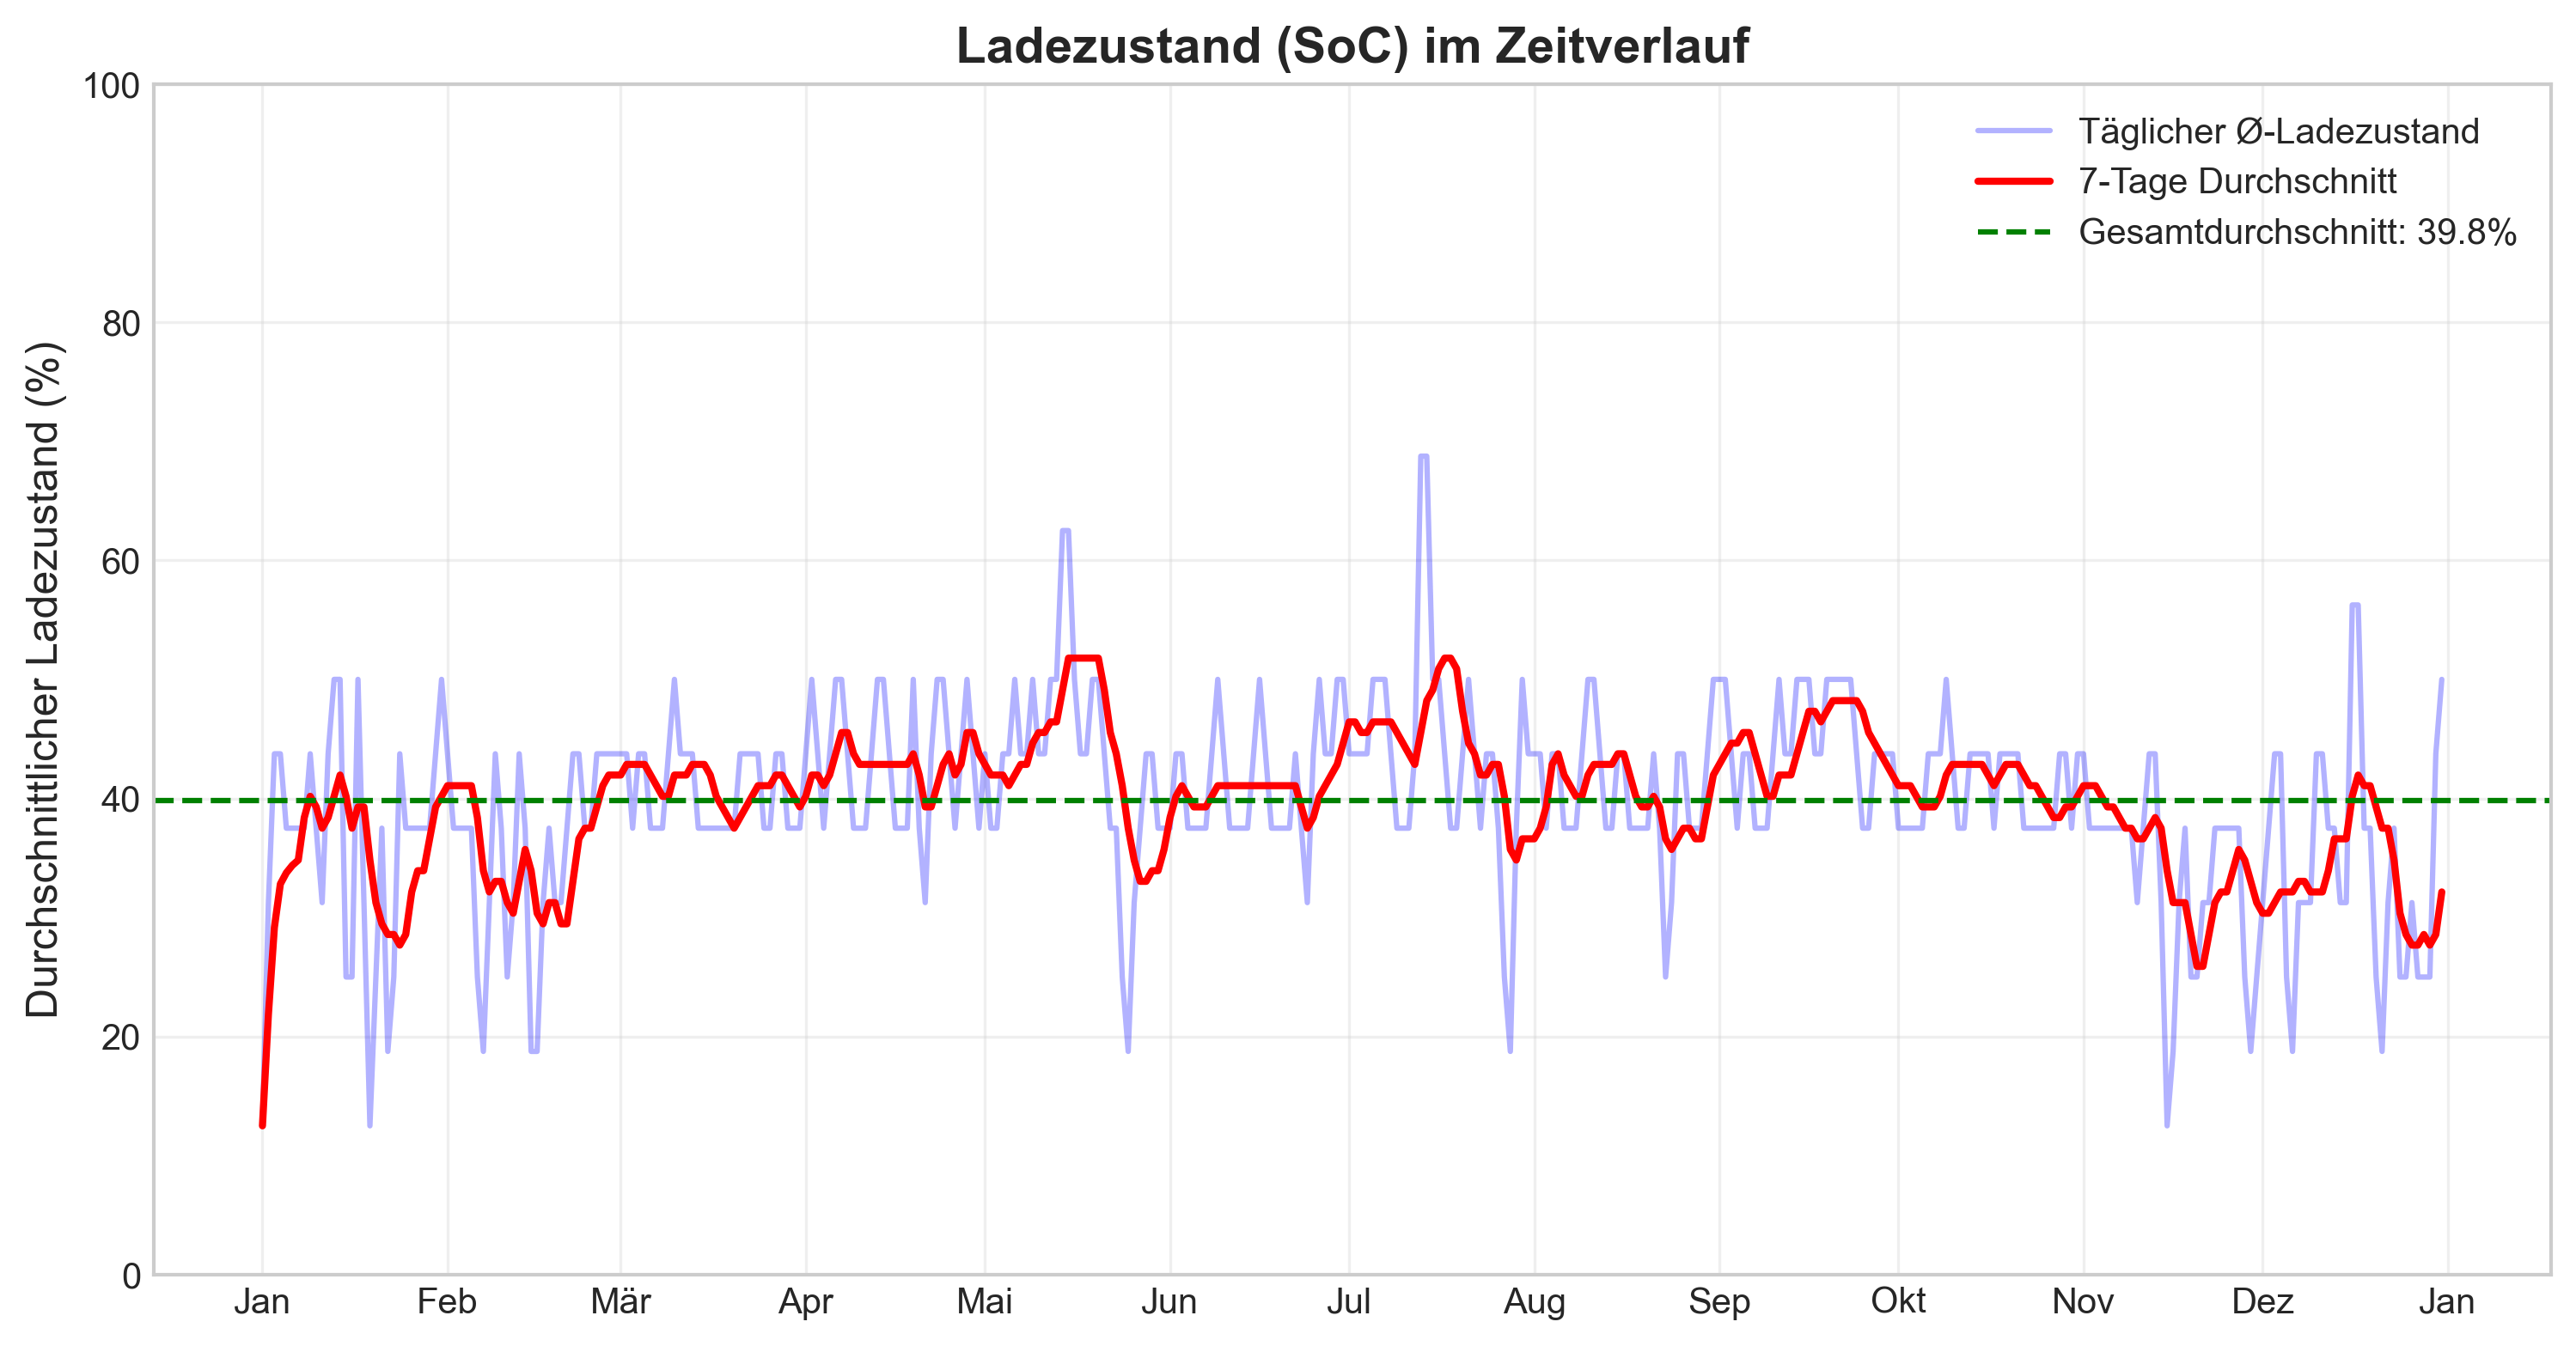 Ladezustand (SoC) im Zeitverlauf
Durchschnittlicher Ladezustand (%)
100
80
60
40
20
0
Täglicher Ø-Ladezustand
7-Tage Durchschnitt
Gesamtdurchschnitt: 39.8%
Jan Feb Mär Apr Mai Jun Jul Aug Sep Okt Nov Dez Jan